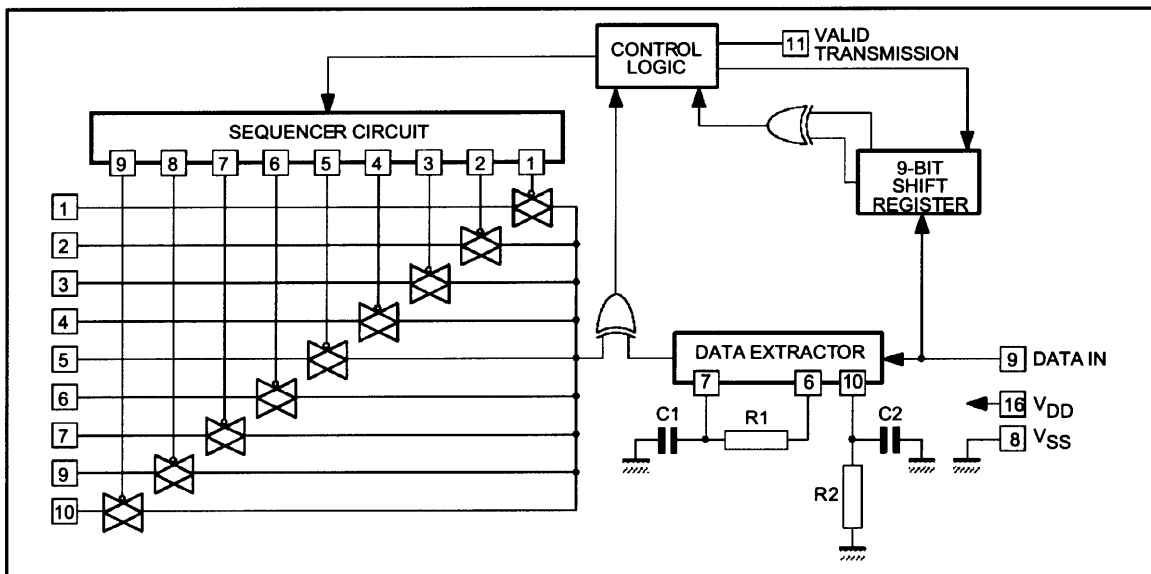 CONTROL
LOGIC
11 VALID
TRANSMISSION
SEQUENCER CIRCUIT
9 8 7 6 5 4 3 2 1
9-BIT
SHIFT
REGISTER
1
2
3
4
5
6
7
9
10
DATA EXTRACTOR
7 6 10
9 DATA IN
C1
R1
C2
R2
16 VDD
8 VSS